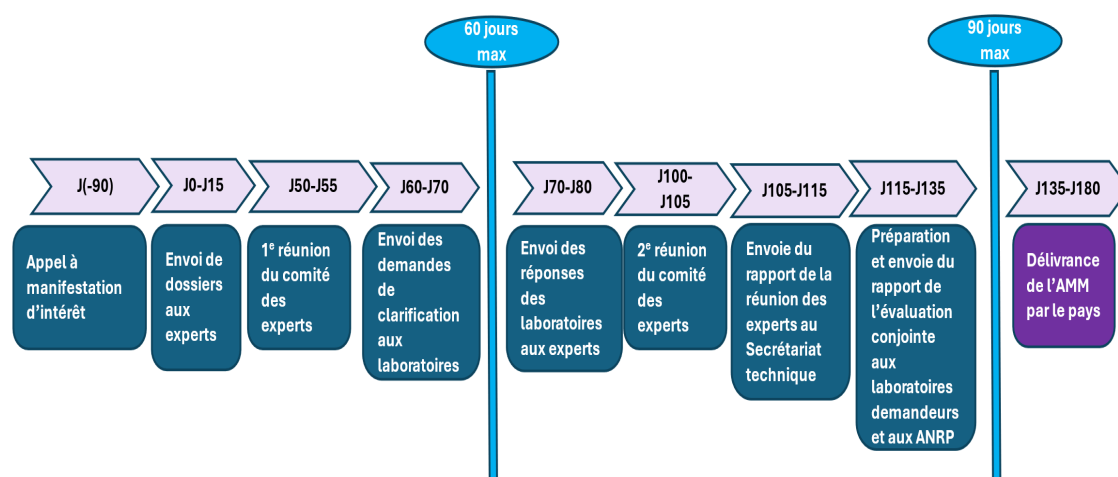 60 jours
max
90 jours
max
J(-90)
J0-J15
J50-J55
J60-J70
J70-J80
J100-
J105
J105-J115
J115-J135
J135-J180
Appel à
manifestation
d'intérêt
Envoi de
dossiers
aux
experts
1e réunion
du comité
des
experts
Envoi des
demandes
de
clarification
aux
laboratoires
Envoi des
réponses
des
laboratoires
aux experts
2e réunion
du comité
des
experts
Envoie du
rapport de la
réunion des
experts au
Secrétariat
technique
Préparation
et envoie du
rapport de
l'évaluation
conjointe
aux
laboratoires
demandeurs
et aux ANRP
Délivrance
de l'AMM
par le pays